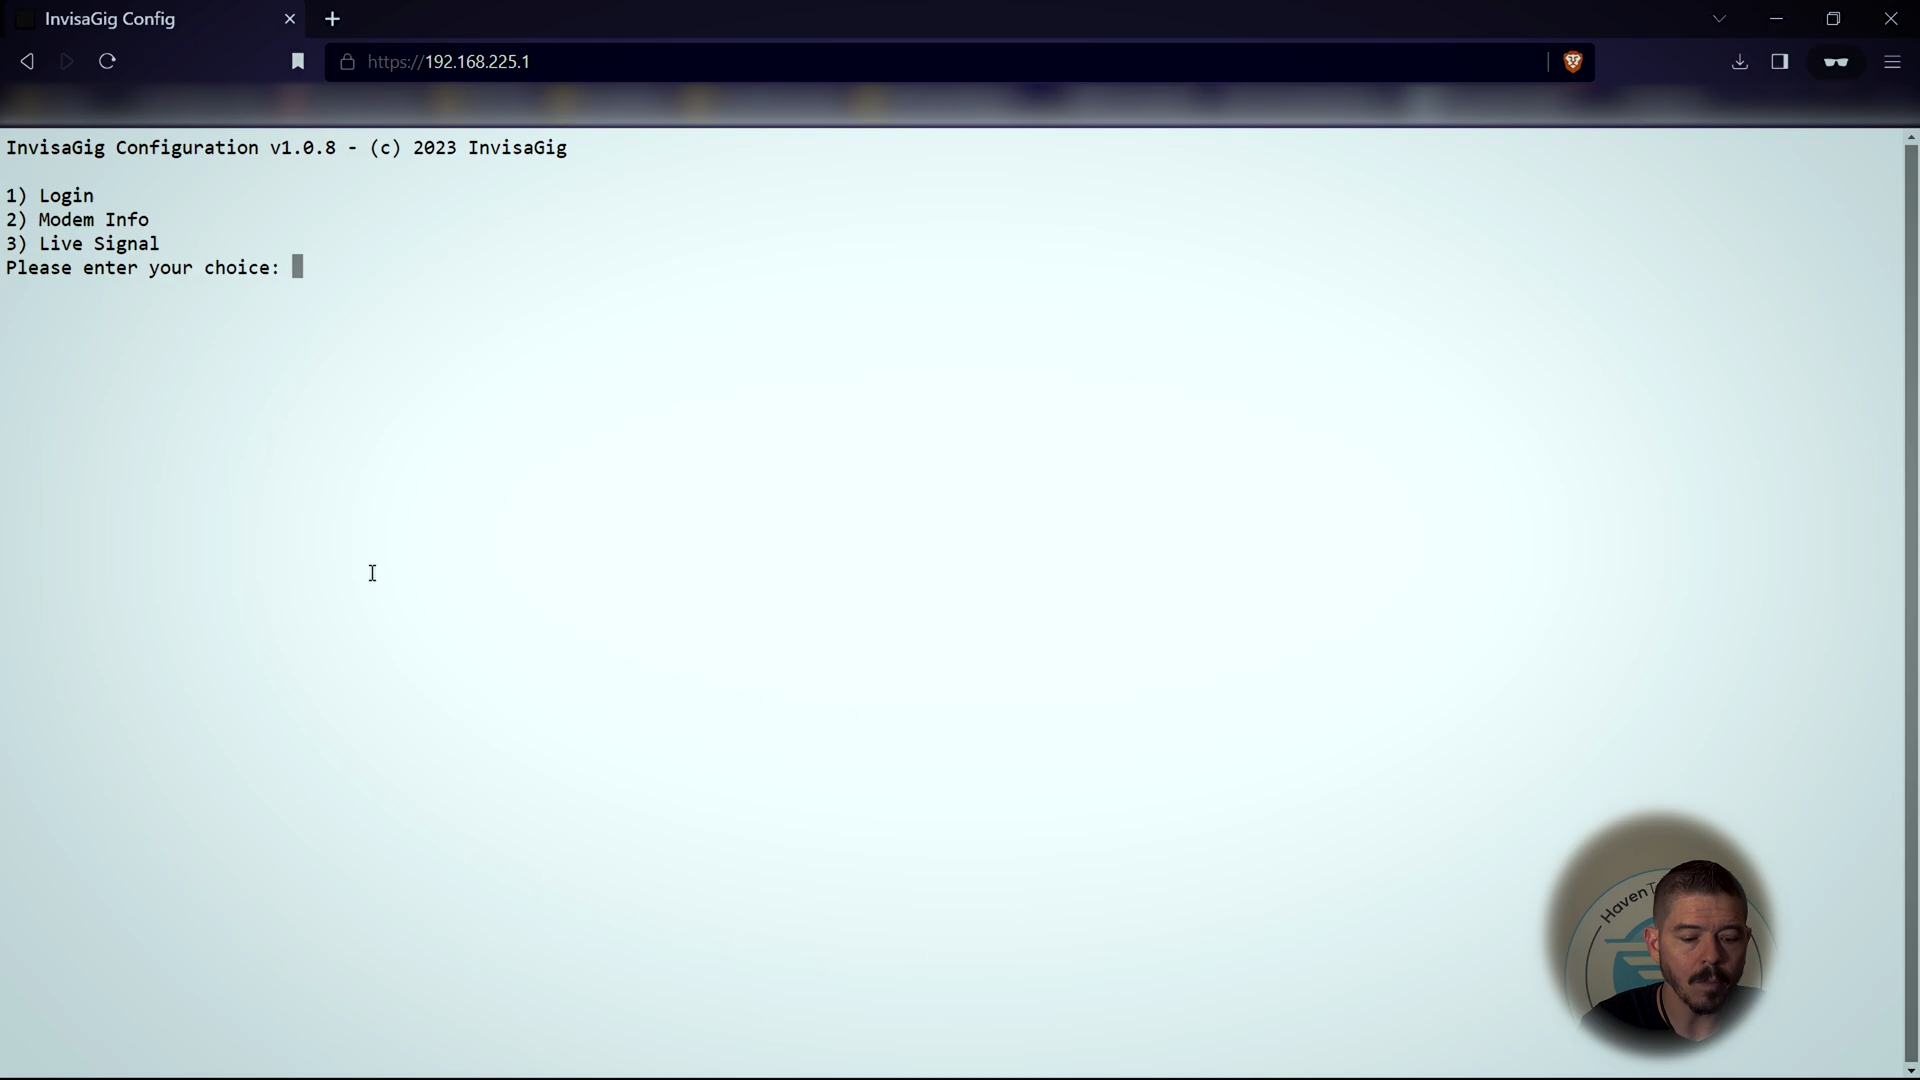 InvisaGig Config
https://192.168.225.1
InvisaGig Configuration v1.0.8 - (c) 2023 InvisaGig
1) Login
2) Modem Info
3) Live Signal
Please enter your choice: